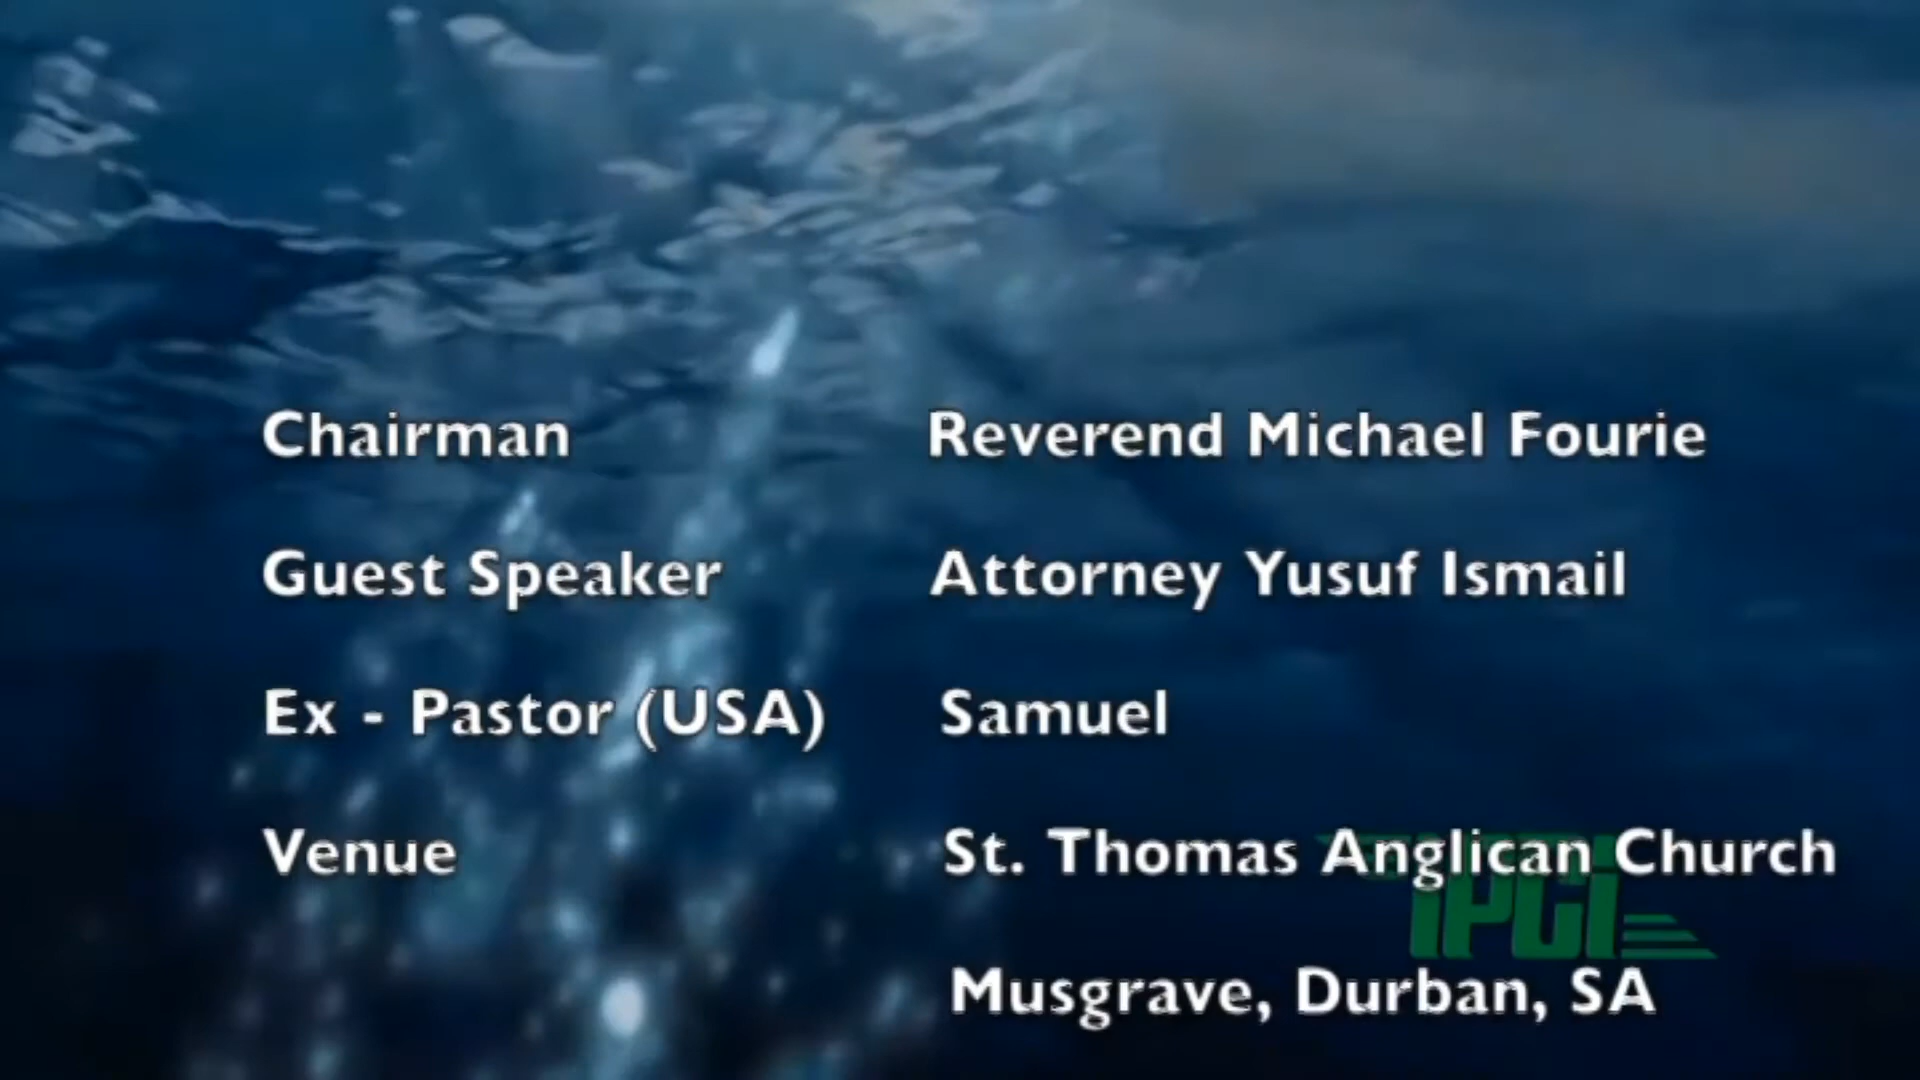 Chairman Reverend Michael Fourie
Guest Speaker Attorney Yusuf Ismail
Ex - Pastor (USA) Samuel
Venue St. Thomas Anglican Church
iPCi
Musgrave, Durban, SA